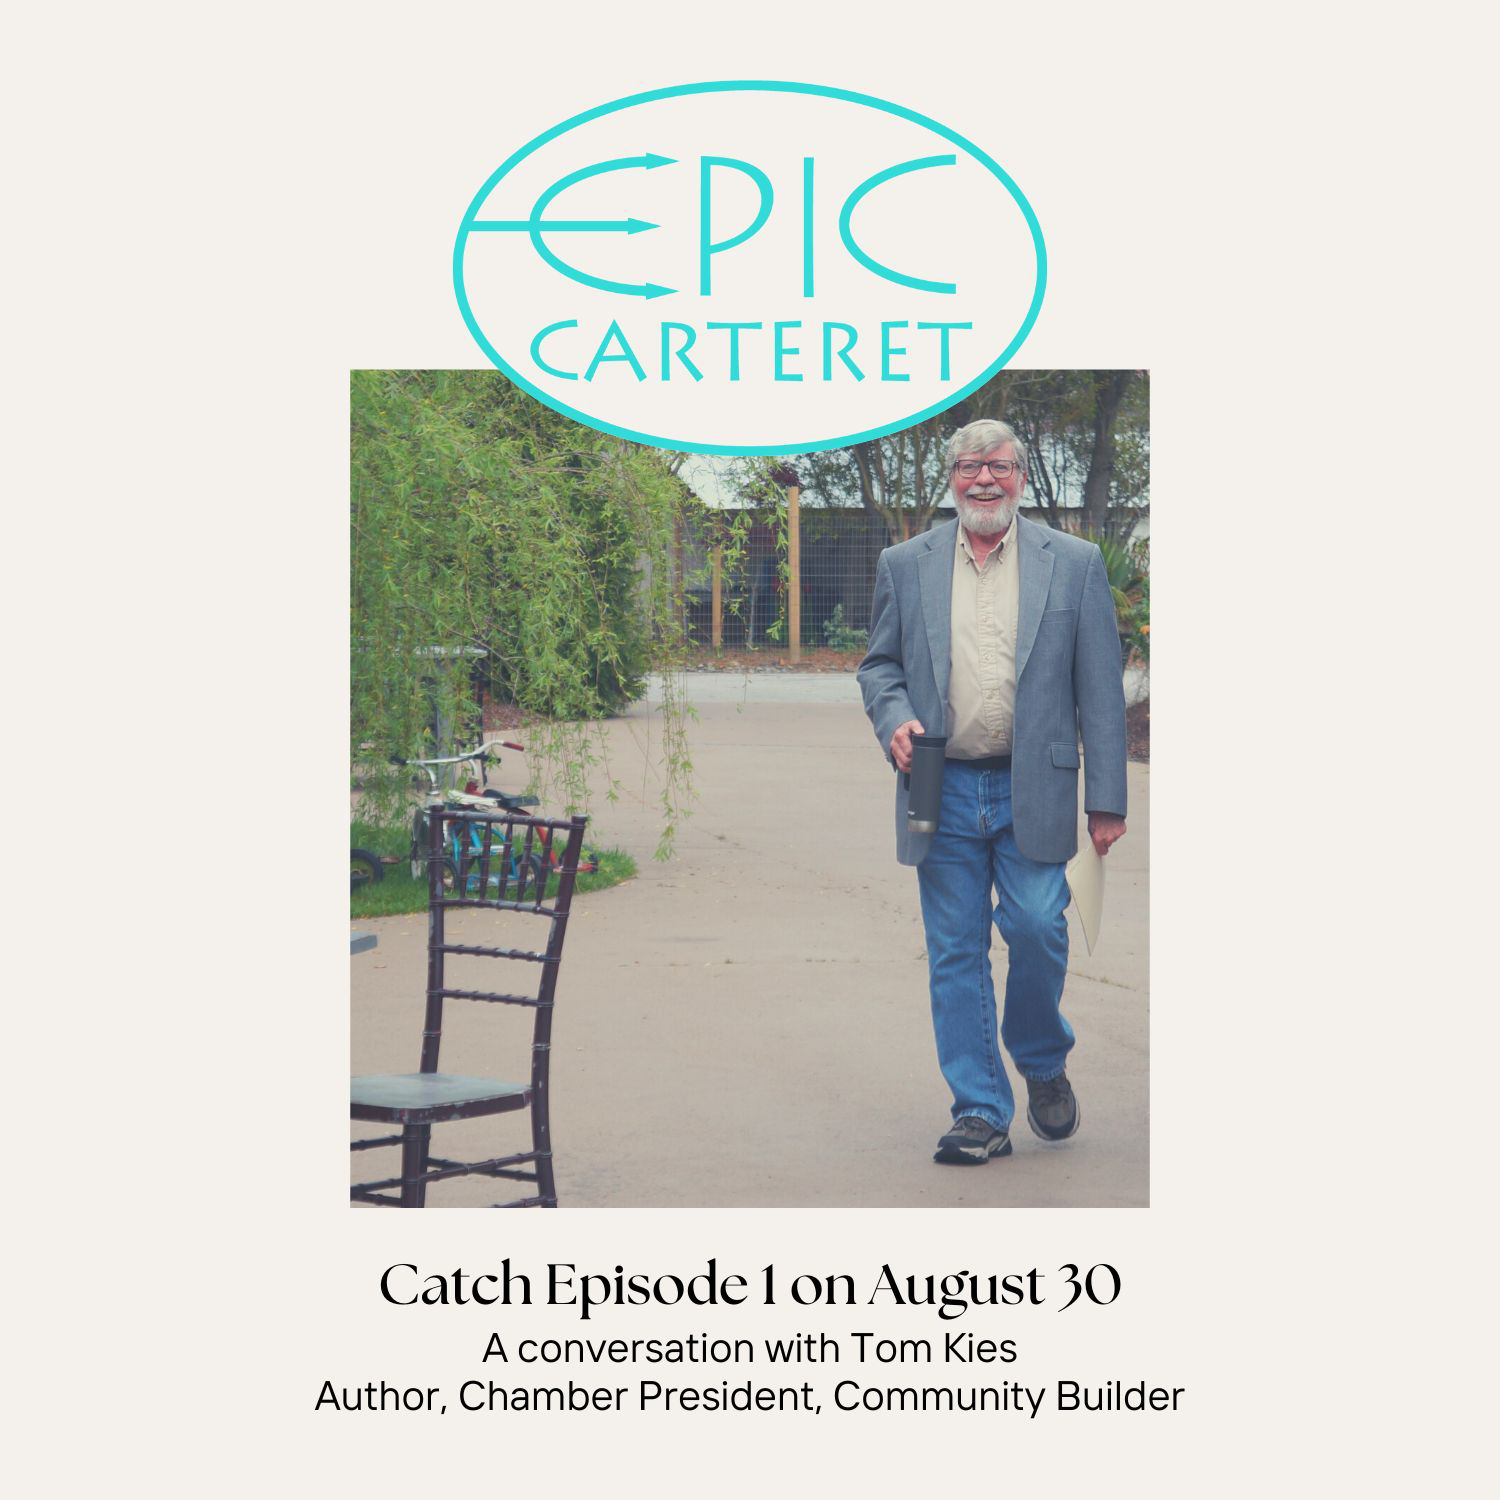 EPIC
CARTERET
Catch Episode 1 on August 30
A conversation with Tom Kies
Author, Chamber President, Community Builder